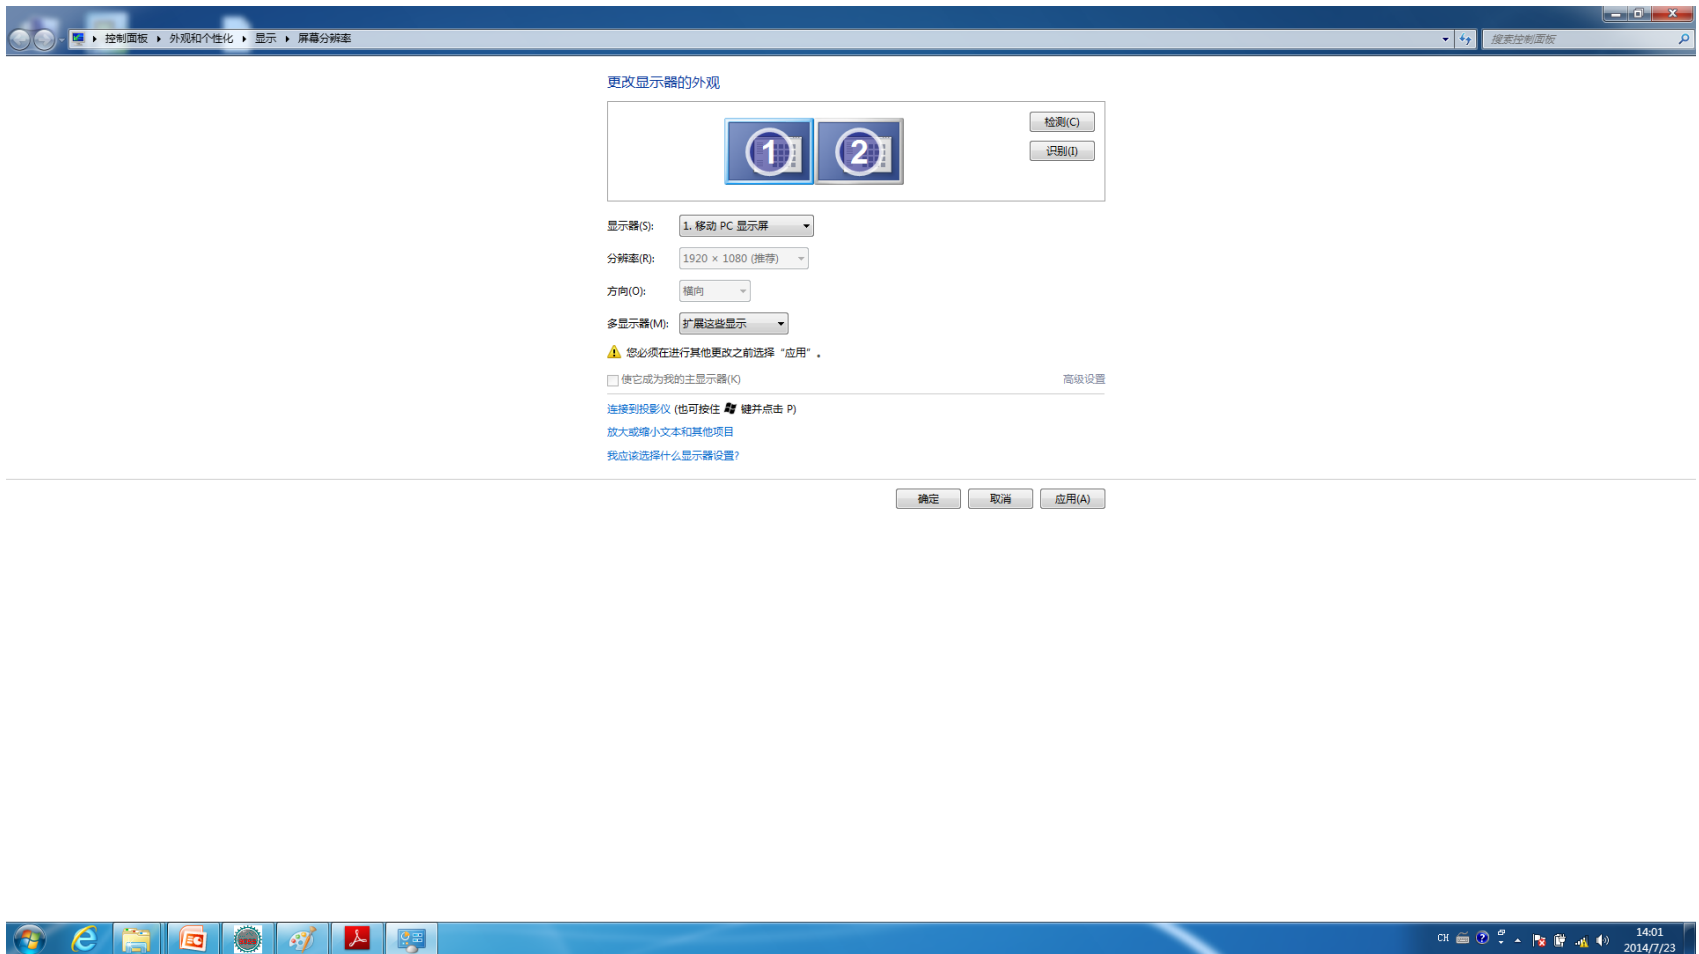 控制面板 ▸ 外观和个性化 ▸ 显示 ▸ 屏幕分辨率
搜索控制面板
更改显示器的外观
1
2
检测(C)
识别(I)
显示器(S): 1. 移动 PC 显示屏
分辨率(R): 1920 × 1080 (推荐)
方向(O): 横向
多显示器(M): 扩展这些显示
您必须在进行其他更改之前选择“应用”。
使它成为我的主显示器(K)
高级设置
连接到投影仪 (也可按住 键并点击 P)
放大或缩小文本和其他项目
我应该选择什么显示器设置?
确定
取消
应用(A)
CH
14:01
2014/7/23